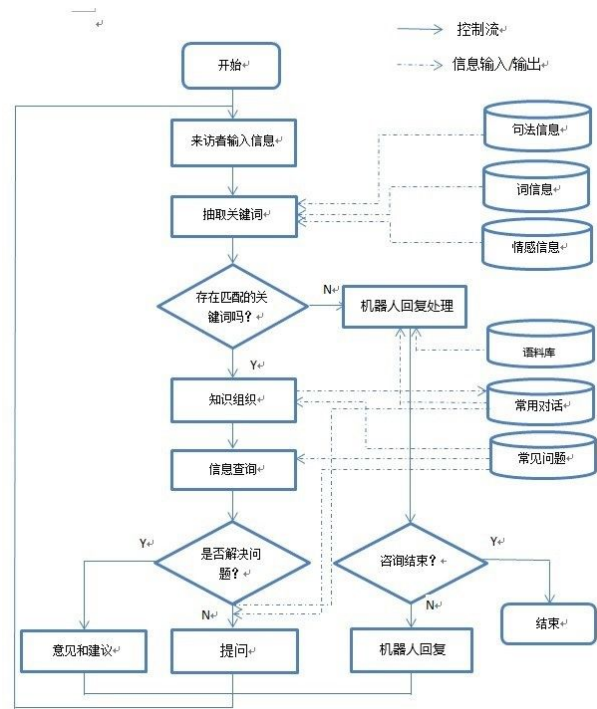 控制流
信息输入/输出
开始
来访者输入信息
句法信息
抽取关键词
词信息
情感信息
存在匹配的关
键词吗?
N
机器人回复处理
Y
语料库
知识组织
常用对话
信息查询
常见问题
是否解决问
题?
Y
N
咨询结束?
Y
N
结束
意见和建议
提问
机器人回复